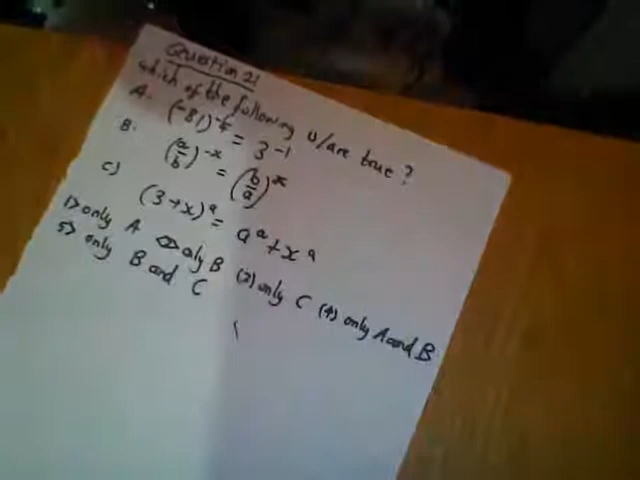 Question 21
which of the following is/are true?
A. (-81)^-¼ = 3^-1
B. (a/b)^-x = (b/a)^x
C) (3+x)^a = a^a + x^a
1) only A 2) only B (3) only C (4) only A and B
5) only B and C